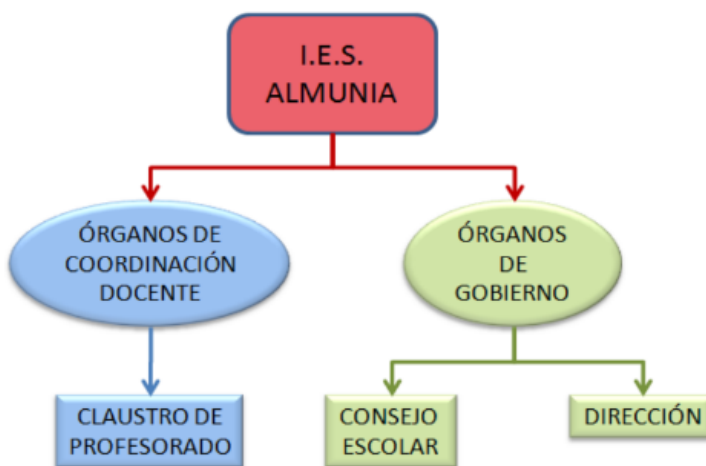 I.E.S.
ALMUNIA
ÓRGANOS DE
COORDINACIÓN
DOCENTE
ÓRGANOS
DE
GOBIERNO
CLAUSTRO DE
PROFESORADO
CONSEJO
ESCOLAR
DIRECCIÓN